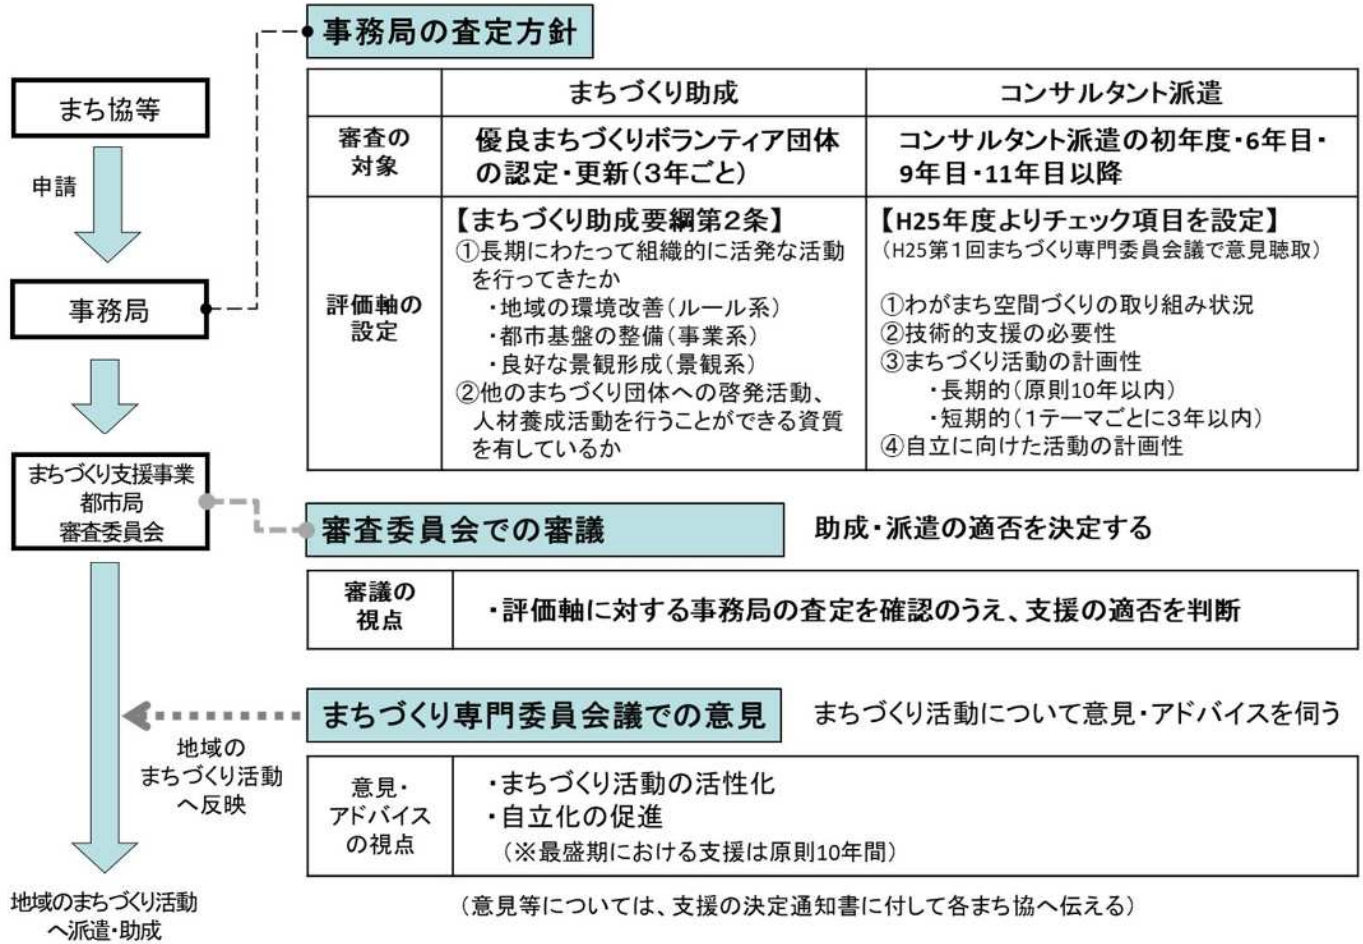 事務局の査定方針
まち協等
申請
事務局
まちづくり支援事業
都市局
審査委員会
地域の
まちづくり活動
へ反映
地域のまちづくり活動
へ派遣・助成
まちづくり助成
コンサルタント派遣
審査の
対象
優良まちづくりボランティア団体
の認定・更新(3年ごと)
コンサルタント派遣の初年度・6年目・
9年目・11年目以降
評価軸の
設定
【まちづくり助成要綱第2条】
①長期にわたって組織的に活発な活動
を行ってきたか
・地域の環境改善(ルール系)
・都市基盤の整備(事業系)
・良好な景観形成(景観系)
②他のまちづくり団体への啓発活動、
人材養成活動を行うことができる資質
を有しているか
【H25年度よりチェック項目を設定】
(H25第1回まちづくり専門委員会議で意見聴取)
①わがまち空間づくりの取り組み状況
②技術的支援の必要性
③まちづくり活動の計画性
・長期的(原則10年以内)
・短期的(1テーマごとに3年以内)
④自立に向けた活動の計画性
審査委員会での審議
助成・派遣の適否を決定する
審議の
視点
・評価軸に対する事務局の査定を確認のうえ、支援の適否を判断
まちづくり専門委員会議での意見
まちづくり活動について意見・アドバイスを伺う
意見・
アドバイス
の視点
・まちづくり活動の活性化
・自立化の促進
(※最盛期における支援は原則10年間)
(意見等については、支援の決定通知書に付して各まち協へ伝える)